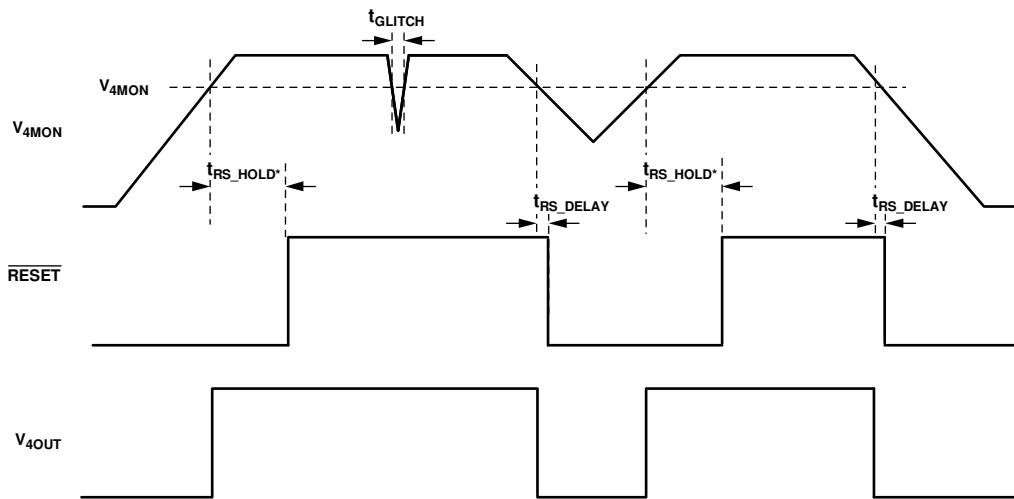 tGLITCH
V4MON
V4MON
tRS_HOLD*
tRS_HOLD*
tRS_DELAY
tRS_DELAY
RESET
V4OUT